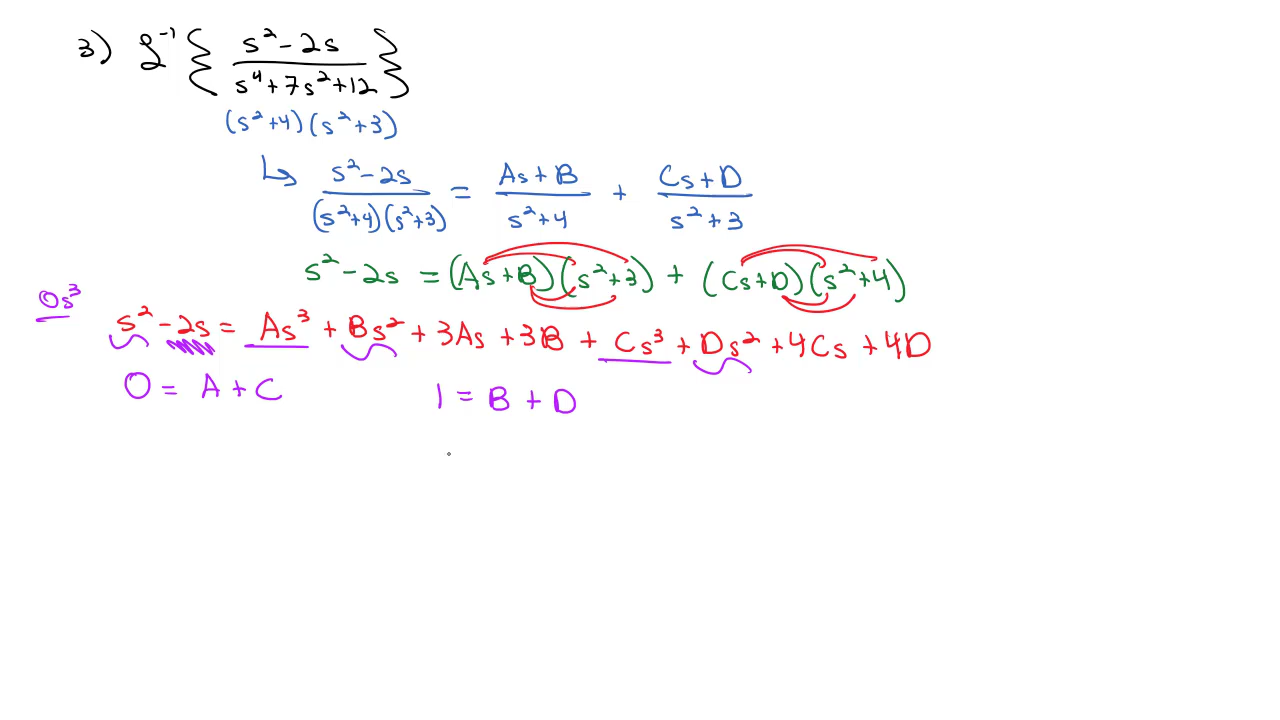 3) ℒ⁻¹ { (s² - 2s) / (s⁴ + 7s² + 12) }
(s² + 4)(s² + 3)
↳ (s² - 2s) / ((s² + 4)(s² + 3)) = (As + B) / (s² + 4) + (Cs + D) / (s² + 3)
s² - 2s = (As + B)(s² + 3) + (Cs + D)(s² + 4)
0s³
s² - 2s = As³ + Bs² + 3As + 3B + Cs³ + Ds² + 4Cs + 4D
0 = A + C 1 = B + D